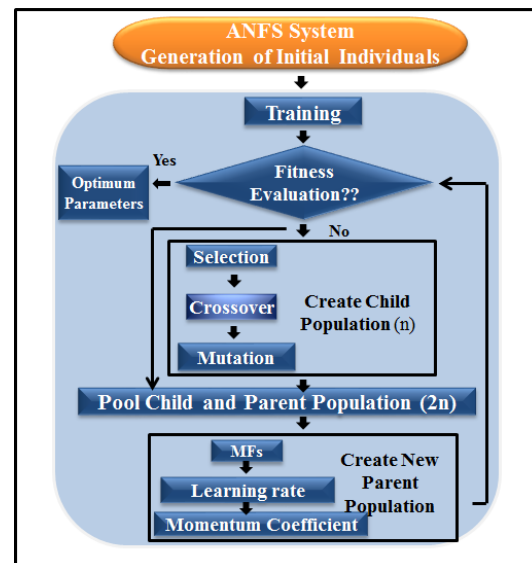 ANFS System
Generation of Initial Individuals
Training
Yes
Fitness
Evaluation??
Optimum
Parameters
No
Selection
Crossover
Mutation
Create Child
Population (n)
Pool Child and Parent Population (2n)
MFs
Learning rate
Momentum Coefficient
Create New
Parent
Population